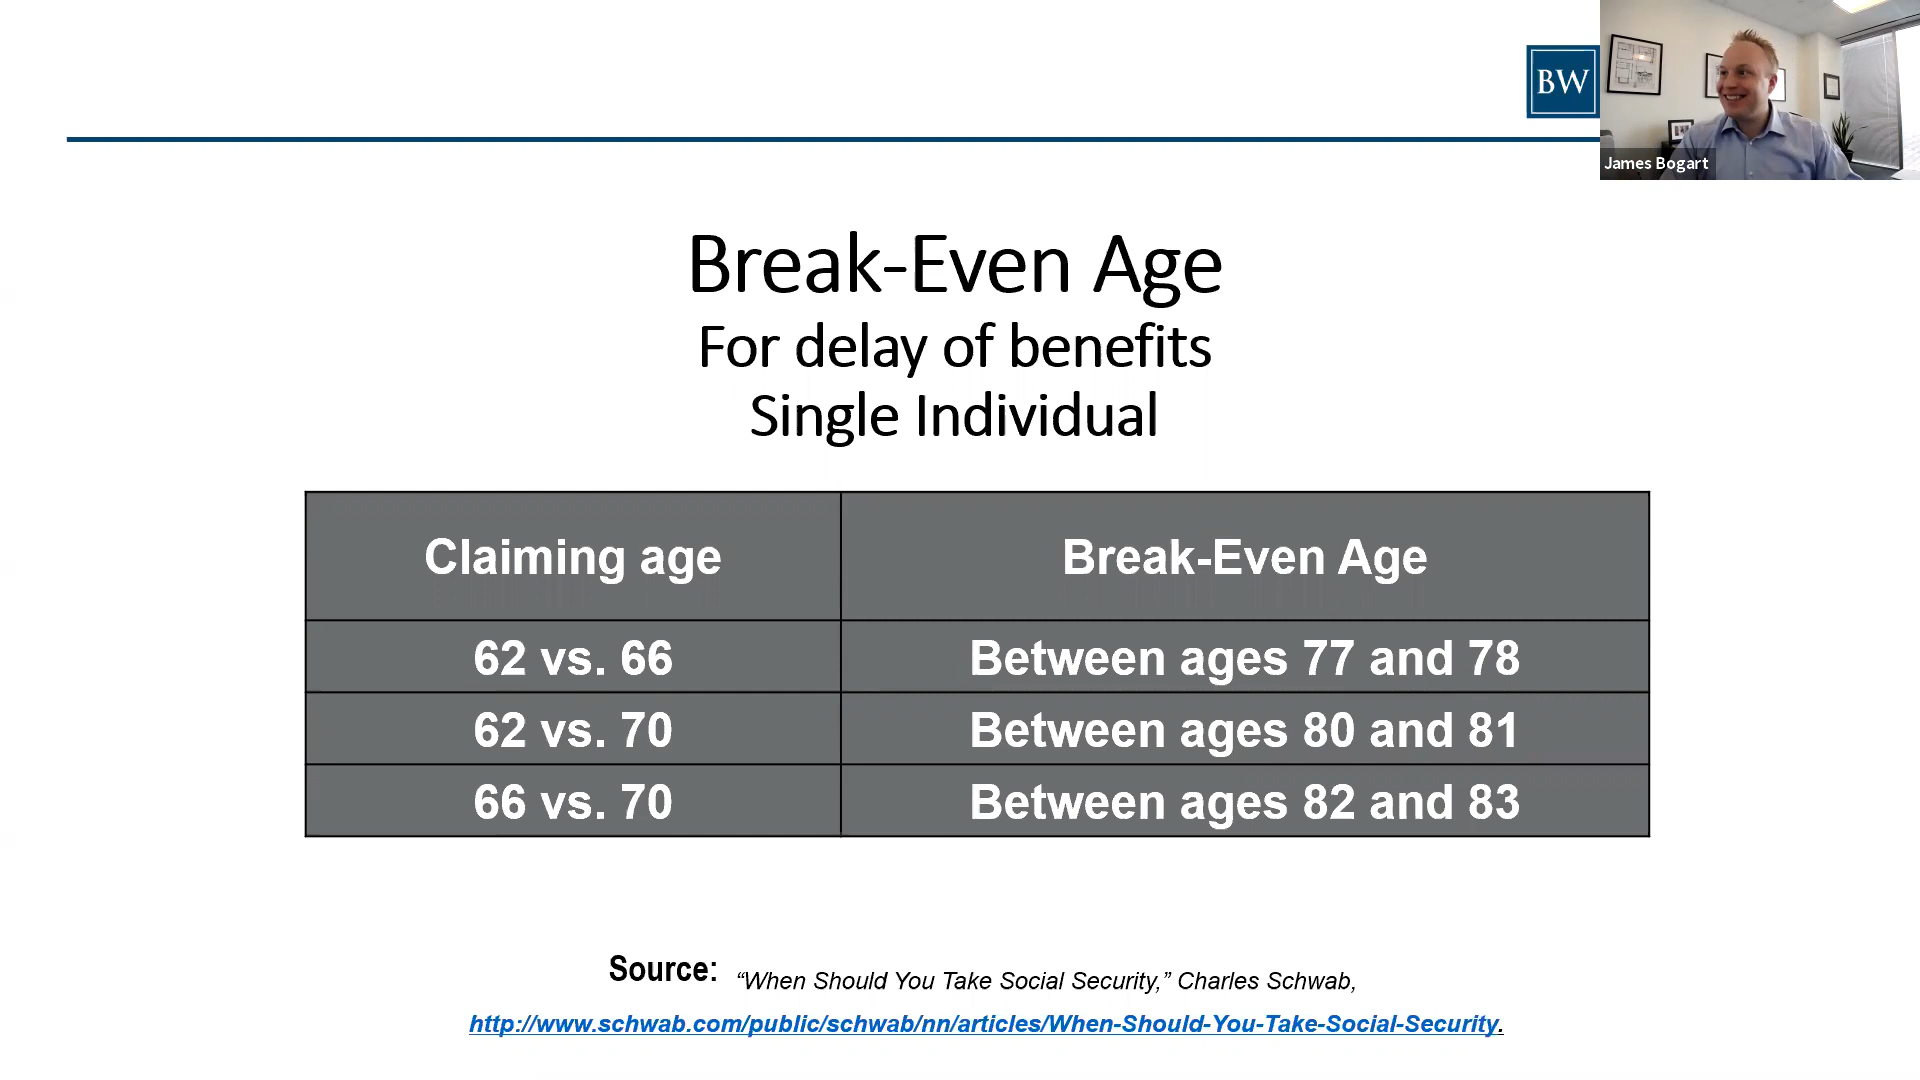 BW
James Bogart
Break-Even Age
For delay of benefits
Single Individual
Claiming age
Break-Even Age
62 vs. 66
Between ages 77 and 78
62 vs. 70
Between ages 80 and 81
66 vs. 70
Between ages 82 and 83
Source: “When Should You Take Social Security,” Charles Schwab,
http://www.schwab.com/public/schwab/nn/articles/When-Should-You-Take-Social-Security.